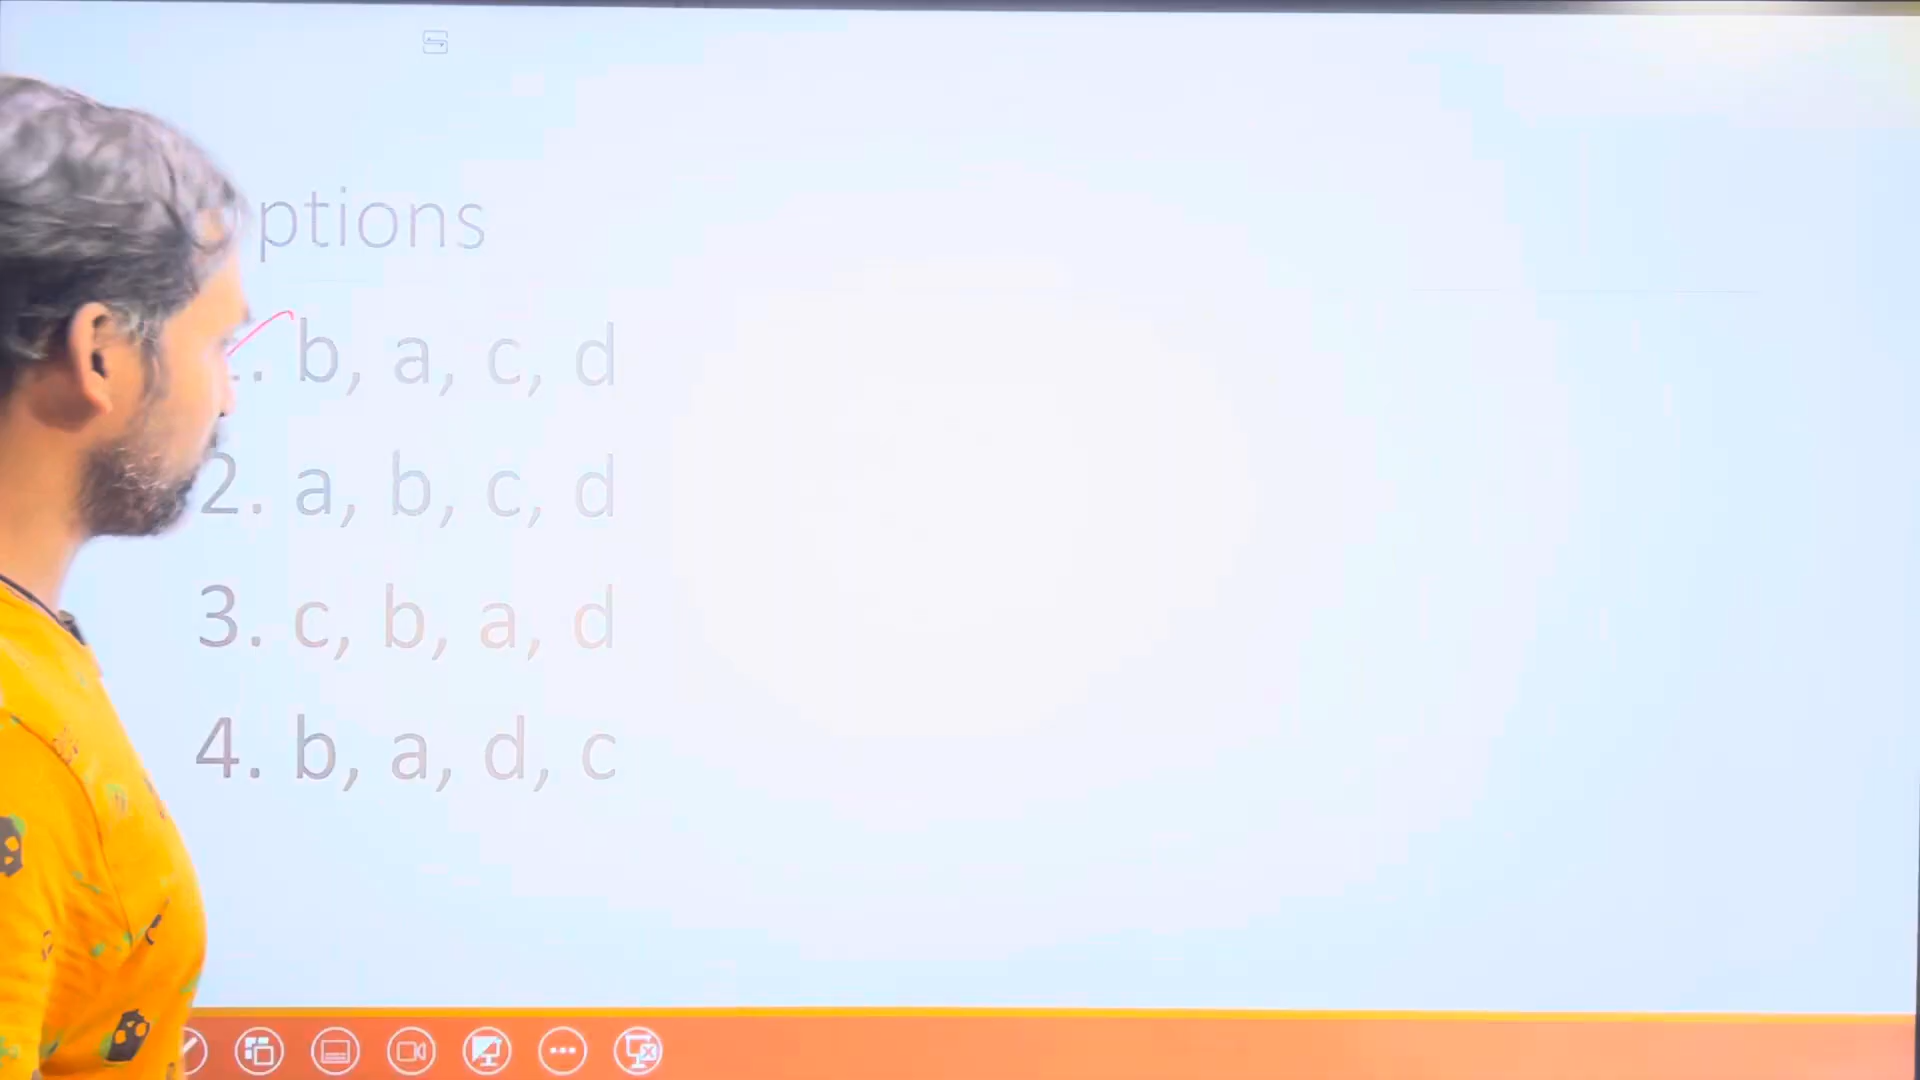 ptions
. b, a, c, d
2. a, b, c, d
3. c, b, a, d
4. b, a, d, c